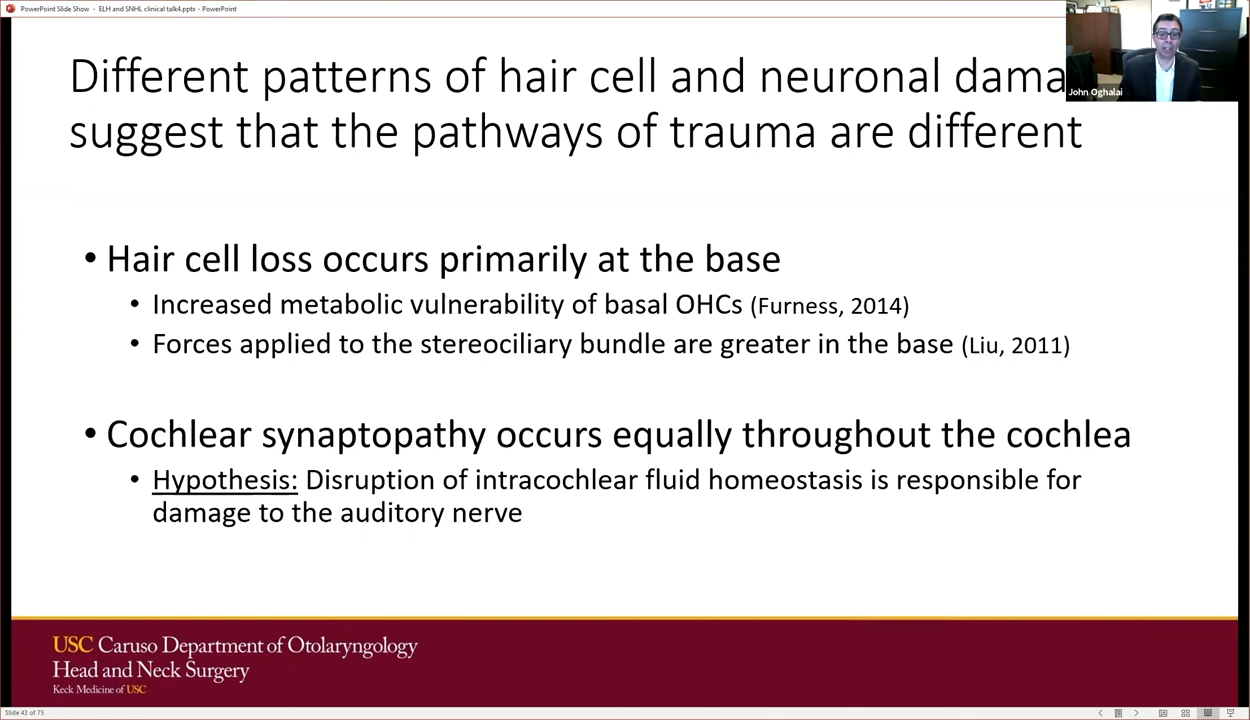 PowerPoint Slide Show - ELH and SNHL clinical talk4.pptx - PowerPoint
John Oghalai
Different patterns of hair cell and neuronal dama
suggest that the pathways of trauma are different
• Hair cell loss occurs primarily at the base
• Increased metabolic vulnerability of basal OHCs (Furness, 2014)
• Forces applied to the stereociliary bundle are greater in the base (Liu, 2011)
• Cochlear synaptopathy occurs equally throughout the cochlea
• Hypothesis: Disruption of intracochlear fluid homeostasis is responsible for
damage to the auditory nerve
USC Caruso Department of Otolaryngology
Head and Neck Surgery
Keck Medicine of USC
Slide 43 of 75